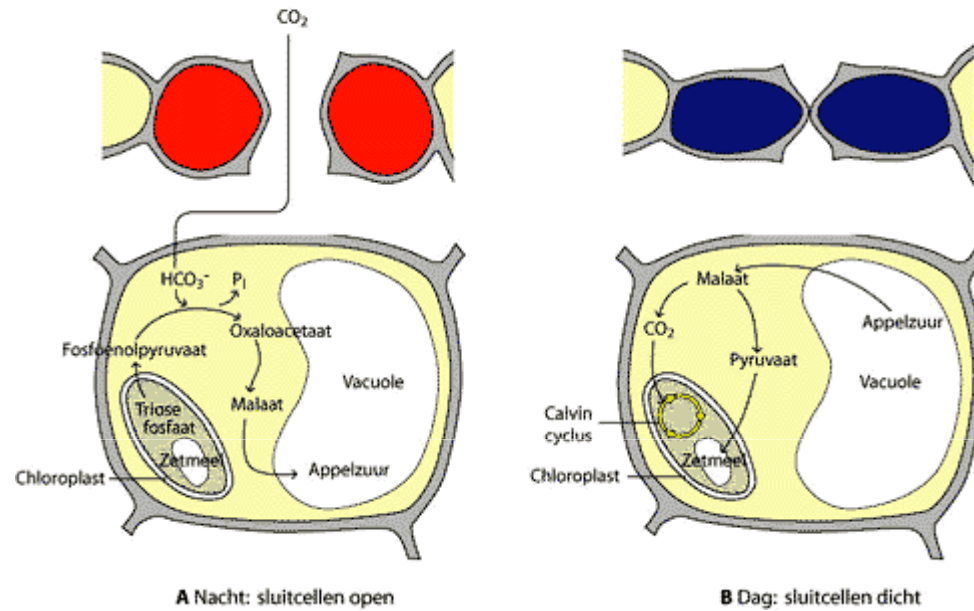 CO₂
HCO₃⁻
Pᵢ
Oxaloacetaat
Fosfoenolpyruvaat
Vacuole
Malaat
Triose
fosfaat
Zetmeel
Appelzuur
Chloroplast
A Nacht: sluitcellen open
Malaat
CO₂
Appelzuur
Pyruvaat
Vacuole
Calvin
cyclus
Zetmeel
Chloroplast
B Dag: sluitcellen dicht